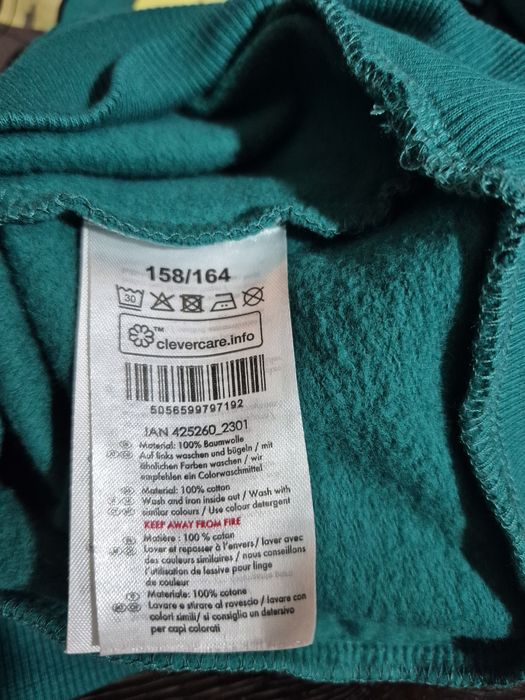 158/164
30
™
clevercare.info
5056599797192
IAN 425260_2301
Material: 100% Baumwolle
Auf links waschen und bügeln / mit
ähnlichen Farben waschen / wir
empfehlen ein Colorwaschmittel
Material: 100% cotton
Wash and iron inside out / Wash with
similar colours / Use colour detergent
KEEP AWAY FROM FIRE
Matière : 100 % coton
Laver et repasser à l'envers/ laver avec
des couleurs similaires / nous conseillons
l'utilisation de lessive pour linge
de couleur
Materiale: 100% cotone
Lavare e stirare al rovescio / lavare con
colori simili/ si consiglia un detersivo
per capi colorati